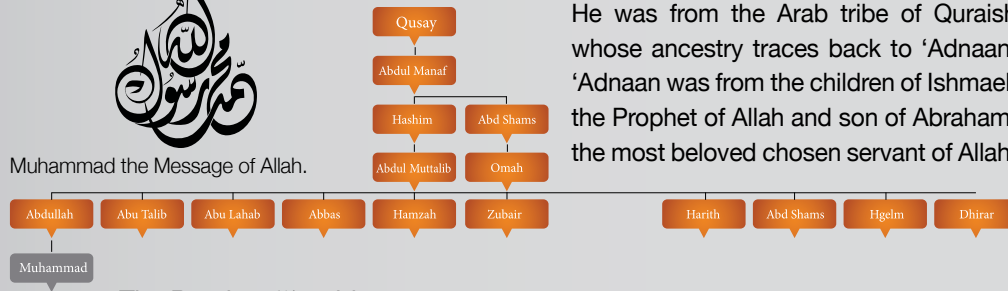 محمد رسول الله
Muhammad the Message of Allah.
Qusay
Abdul Manaf
Hashim Abd Shams
Abdul Muttalib Omah
Abdullah Abu Talib Abu Lahab Abbas Hamzah Zubair Harith Abd Shams Hgelm Dhirar
Muhammad
He was from the Arab tribe of Quraish
whose ancestry traces back to ‘Adnaan
‘Adnaan was from the children of Ishmael
the Prophet of Allah and son of Abraham
the most beloved chosen servant of Allah